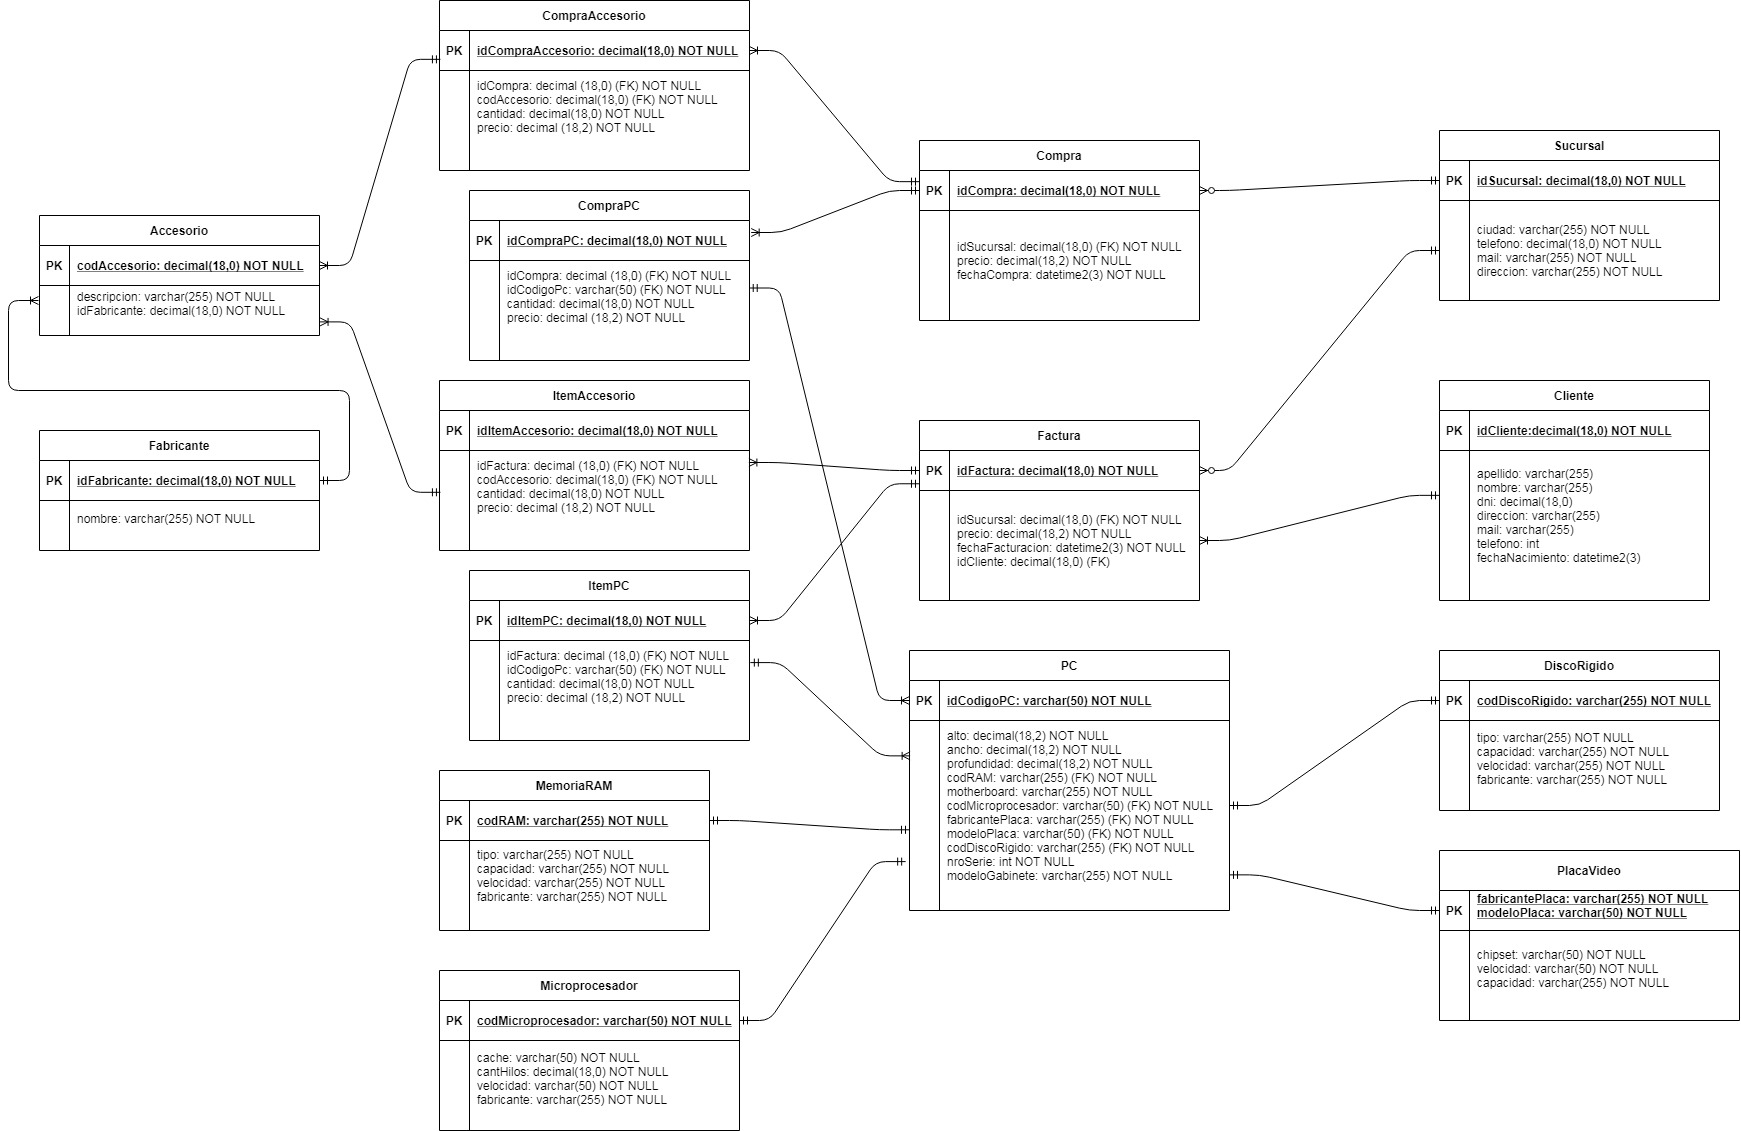 CompraAccesorio
PK idCompraAccesorio: decimal(18,0) NOT NULL
idCompra: decimal (18,0) (FK) NOT NULL
codAccesorio: decimal(18,0) (FK) NOT NULL
cantidad: decimal(18,0) NOT NULL
precio: decimal (18,2) NOT NULL
CompraPC
PK idCompraPC: decimal(18,0) NOT NULL
idCompra: decimal (18,0) (FK) NOT NULL
idCodigoPc: varchar(50) (FK) NOT NULL
cantidad: decimal(18,0) NOT NULL
precio: decimal (18,2) NOT NULL
Compra
PK idCompra: decimal(18,0) NOT NULL
idSucursal: decimal(18,0) (FK) NOT NULL
precio: decimal(18,2) NOT NULL
fechaCompra: datetime2(3) NOT NULL
Sucursal
PK idSucursal: decimal(18,0) NOT NULL
ciudad: varchar(255) NOT NULL
telefono: decimal(18,0) NOT NULL
mail: varchar(255) NOT NULL
direccion: varchar(255) NOT NULL
Accesorio
PK codAccesorio: decimal(18,0) NOT NULL
descripcion: varchar(255) NOT NULL
idFabricante: decimal(18,0) NOT NULL
Fabricante
PK idFabricante: decimal(18,0) NOT NULL
nombre: varchar(255) NOT NULL
ItemAccesorio
PK idItemAccesorio: decimal(18,0) NOT NULL
idFactura: decimal (18,0) (FK) NOT NULL
codAccesorio: decimal(18,0) (FK) NOT NULL
cantidad: decimal(18,0) NOT NULL
precio: decimal (18,2) NOT NULL
Factura
PK idFactura: decimal(18,0) NOT NULL
idSucursal: decimal(18,0) (FK) NOT NULL
precio: decimal(18,2) NOT NULL
fechaFacturacion: datetime2(3) NOT NULL
idCliente: decimal(18,0) (FK)
Cliente
PK idCliente:decimal(18,0) NOT NULL
apellido: varchar(255)
nombre: varchar(255)
dni: decimal(18,0)
direccion: varchar(255)
mail: varchar(255)
telefono: int
fechaNacimiento: datetime2(3)
ItemPC
PK idItemPC: decimal(18,0) NOT NULL
idFactura: decimal (18,0) (FK) NOT NULL
idCodigoPc: varchar(50) (FK) NOT NULL
cantidad: decimal(18,0) NOT NULL
precio: decimal (18,2) NOT NULL
PC
PK idCodigoPC: varchar(50) NOT NULL
alto: decimal(18,2) NOT NULL
ancho: decimal(18,2) NOT NULL
profundidad: decimal(18,2) NOT NULL
codRAM: varchar(255) (FK) NOT NULL
motherboard: varchar(255) NOT NULL
codMicroprocesador: varchar(50) (FK) NOT NULL
fabricantePlaca: varchar(255) (FK) NOT NULL
modeloPlaca: varchar(50) (FK) NOT NULL
codDiscoRigido: varchar(255) (FK) NOT NULL
nroSerie: int NOT NULL
modeloGabinete: varchar(255) NOT NULL
DiscoRigido
PK codDiscoRigido: varchar(255) NOT NULL
tipo: varchar(255) NOT NULL
capacidad: varchar(255) NOT NULL
velocidad: varchar(255) NOT NULL
fabricante: varchar(255) NOT NULL
MemoriaRAM
PK codRAM: varchar(255) NOT NULL
tipo: varchar(255) NOT NULL
capacidad: varchar(255) NOT NULL
velocidad: varchar(255) NOT NULL
fabricante: varchar(255) NOT NULL
PlacaVideo
fabricantePlaca: varchar(255) NOT NULL
PK modeloPlaca: varchar(50) NOT NULL
chipset: varchar(50) NOT NULL
velocidad: varchar(50) NOT NULL
capacidad: varchar(255) NOT NULL
Microprocesador
PK codMicroprocesador: varchar(50) NOT NULL
cache: varchar(50) NOT NULL
cantHilos: decimal(18,0) NOT NULL
velocidad: varchar(50) NOT NULL
fabricante: varchar(255) NOT NULL